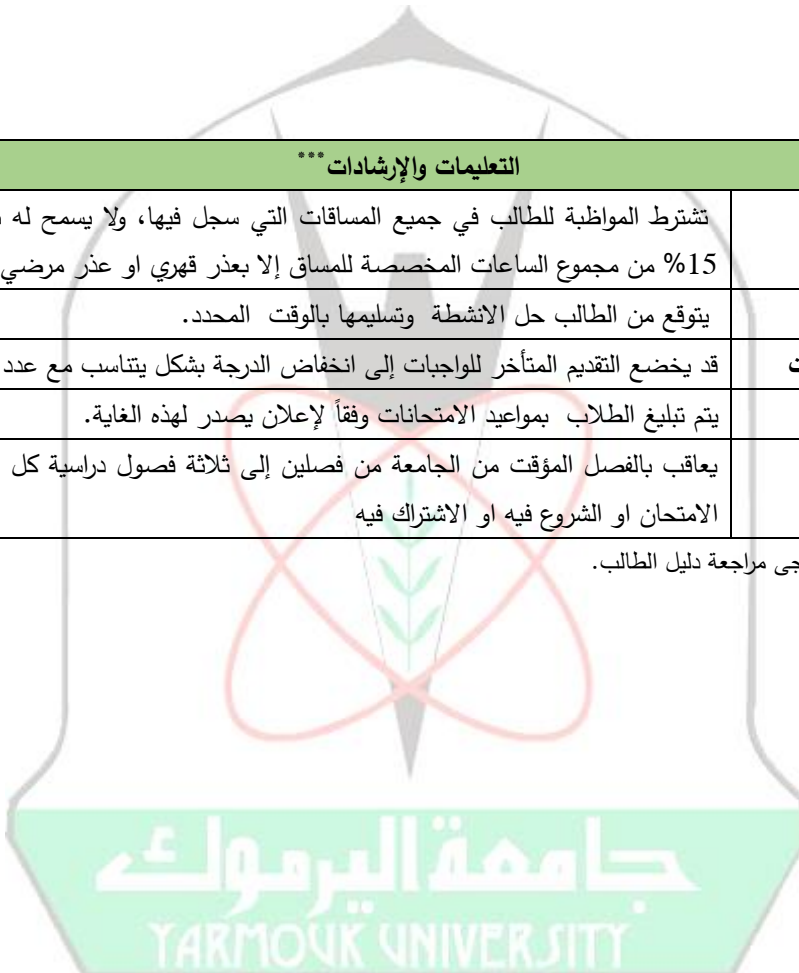 التعليمات والإرشادات***
تشترط المواظبة للطالب في جميع المساقات التي سجل فيها، ولا يسمح له
15% من مجموع الساعات المخصصة للمساق إلا بعذر قهري او عذر مرضي
يتوقع من الطالب حل الانشطة وتسليمها بالوقت المحدد.
قد يخضع التقديم المتأخر للواجبات إلى انخفاض الدرجة بشكل يتناسب مع عدد
يتم تبليغ الطلاب بمواعيد الامتحانات وفقاً لإعلان يصدر لهذه الغاية.
يعاقب بالفصل المؤقت من الجامعة من فصلين إلى ثلاثة فصول دراسية كل
الامتحان او الشروع فيه او الاشتراك فيه
مراجعة دليل الطالب.
جامعة اليرموك
YARMOUK UNIVERSITY